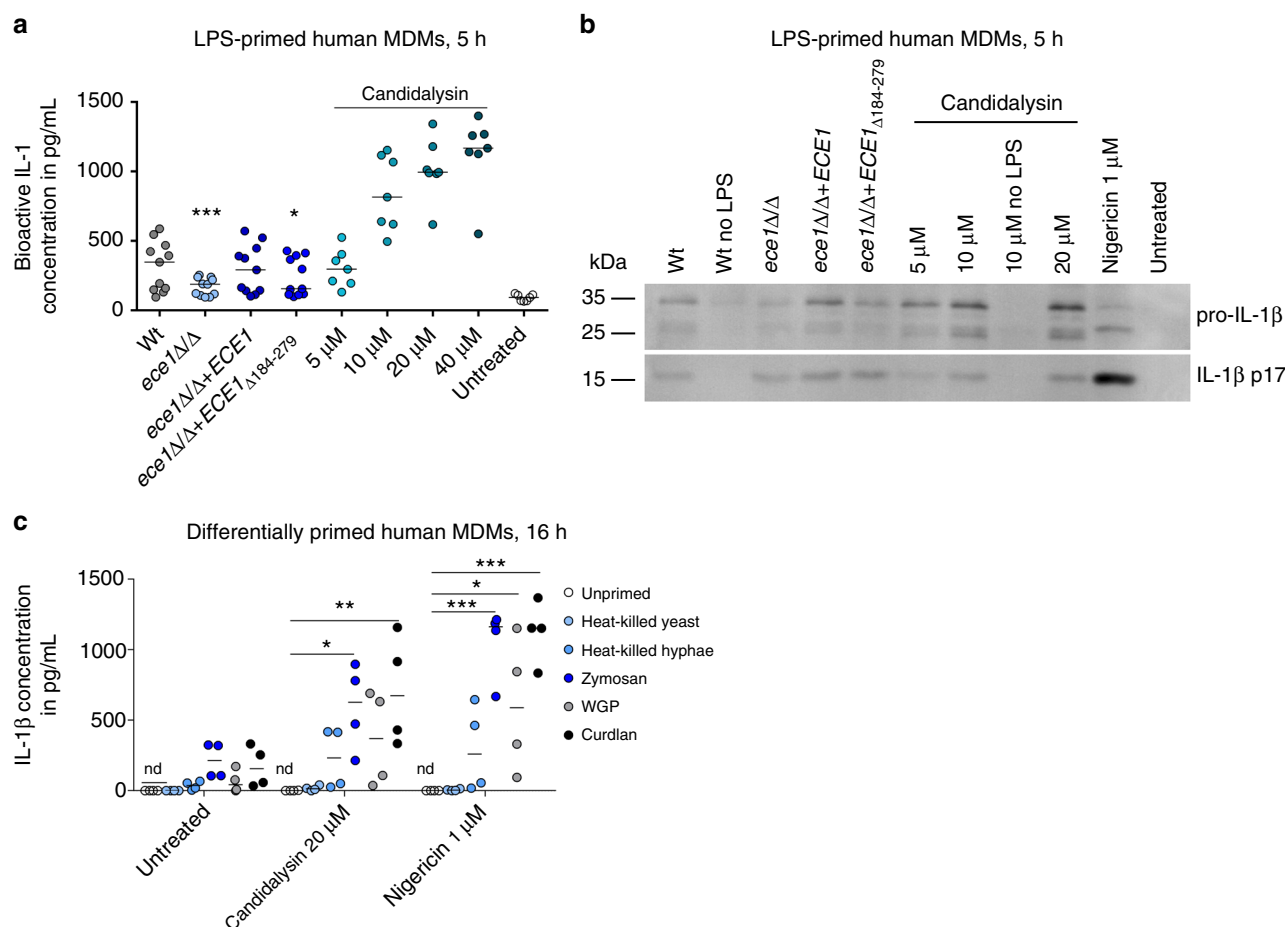 a
LPS-primed human MDMs, 5 h
Bioactive IL-1
concentration in pg/mL
1500
1000
500
0
Candidalysin
***
*
Wt
ece1Δ/Δ
ece1Δ/Δ+ECE1
ece1Δ/Δ+ECE1Δ184-279
5 µM
10 µM
20 µM
40 µM
Untreated
b
LPS-primed human MDMs, 5 h
Candidalysin
kDa
Wt
Wt no LPS
ece1Δ/Δ
ece1Δ/Δ+ECE1
ece1Δ/Δ+ECE1Δ184-279
5 µM
10 µM
10 µM no LPS
20 µM
Nigericin 1 µM
Untreated
35
25
15
pro-IL-1β
IL-1β p17
c
Differentially primed human MDMs, 16 h
IL-1β concentration
in pg/mL
1500
1000
500
0
nd
nd
**
*
nd
***
*
***
Untreated
Candidalysin 20 µM
Nigericin 1 µM
Unprimed
Heat-killed yeast
Heat-killed hyphae
Zymosan
WGP
Curdlan